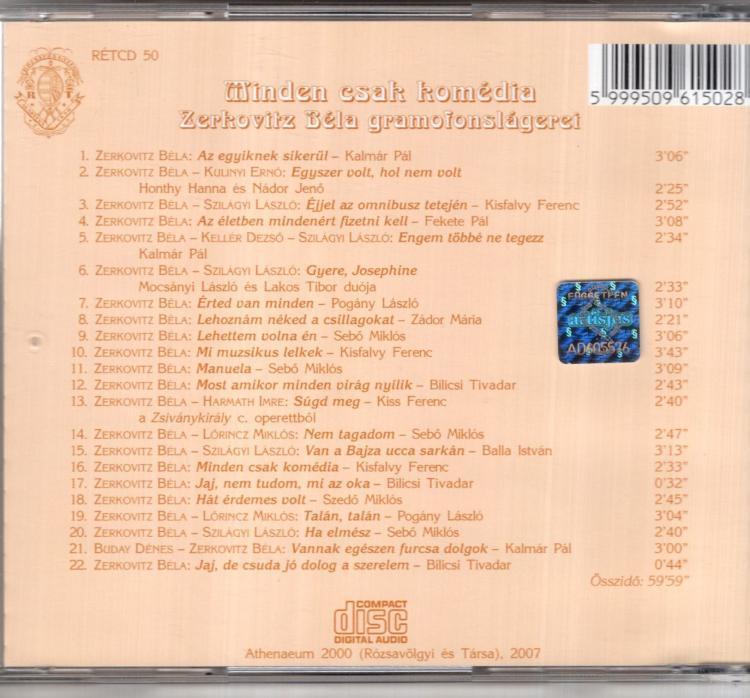 RÉTCD 50
R T
Minden csak komédia
Zerkovitz Béla gramofonslágerei
5 999509 615028
1. ZERKOVITZ BÉLA: Az egyiknek sikerül – Kalmár Pál 3'06"
2. ZERKOVITZ BÉLA – KULINYI ERNŐ: Egyszer volt, hol nem volt
Honthy Hanna és Nádor Jenő 2'25"
3. ZERKOVITZ BÉLA – SZILÁGYI LÁSZLÓ: Éjjel az omnibusz tetején – Kisfalvy Ferenc 2'52"
4. ZERKOVITZ BÉLA: Az életben mindenért fizetni kell – Fekete Pál 3'08"
5. ZERKOVITZ BÉLA – KELLÉR DEZSŐ – SZILÁGYI LÁSZLÓ: Engem többé ne tegezz 2'34"
Kalmár Pál
6. ZERKOVITZ BÉLA – SZILÁGYI LÁSZLÓ: Gyere, Josephine
Mocsányi László és Lakos Tibor duója 2'33"
7. ZERKOVITZ BÉLA: Érted van minden – Pogány László 3'10"
8. ZERKOVITZ BÉLA: Lehoznám néked a csillagokat – Zádor Mária 2'21"
9. ZERKOVITZ BÉLA: Lehettem volna én – Sebő Miklós 3'06"
10. ZERKOVITZ BÉLA: Mi muzsikus lelkek – Kisfalvy Ferenc 3'43"
11. ZERKOVITZ BÉLA: Manuela – Sebő Miklós 3'09"
12. ZERKOVITZ BÉLA: Most amikor minden virág nyílik – Bilicsi Tivadar 2'43"
13. ZERKOVITZ BÉLA – HARMATH IMRE: Súgd meg – Kiss Ferenc 2'40"
a Zsiványkirály c. operettből
14. ZERKOVITZ BÉLA – LŐRINCZ MIKLÓS: Nem tagadom – Sebő Miklós 2'47"
15. ZERKOVITZ BÉLA – SZILÁGYI LÁSZLÓ: Van a Bajza ucca sarkán – Balla István 3'13"
16. ZERKOVITZ BÉLA: Minden csak komédia – Kisfalvy Ferenc 2'33"
17. ZERKOVITZ BÉLA: Jaj, nem tudom, mi az oka – Bilicsi Tivadar 0'32"
18. ZERKOVITZ BÉLA: Hát érdemes volt – Szedő Miklós 2'45"
19. ZERKOVITZ BÉLA – LŐRINCZ MIKLÓS: Talán, talán – Pogány László 3'04"
20. ZERKOVITZ BÉLA – SZILÁGYI LÁSZLÓ: Ha elmész – Sebő Miklós 2'40"
21. BUDAY DÉNES – ZERKOVITZ BÉLA: Vannak egészen furcsa dolgok – Kalmár Pál 3'00"
22. ZERKOVITZ BÉLA: Jaj, de csuda jó dolog a szerelem – Bilicsi Tivadar 0'44"
Összidő: 59'59"
FÜGGETLEN
artisjus
AD605576
COMPACT
disc
DIGITAL AUDIO
Athenaeum 2000 (Rózsavölgyi és Társa), 2007